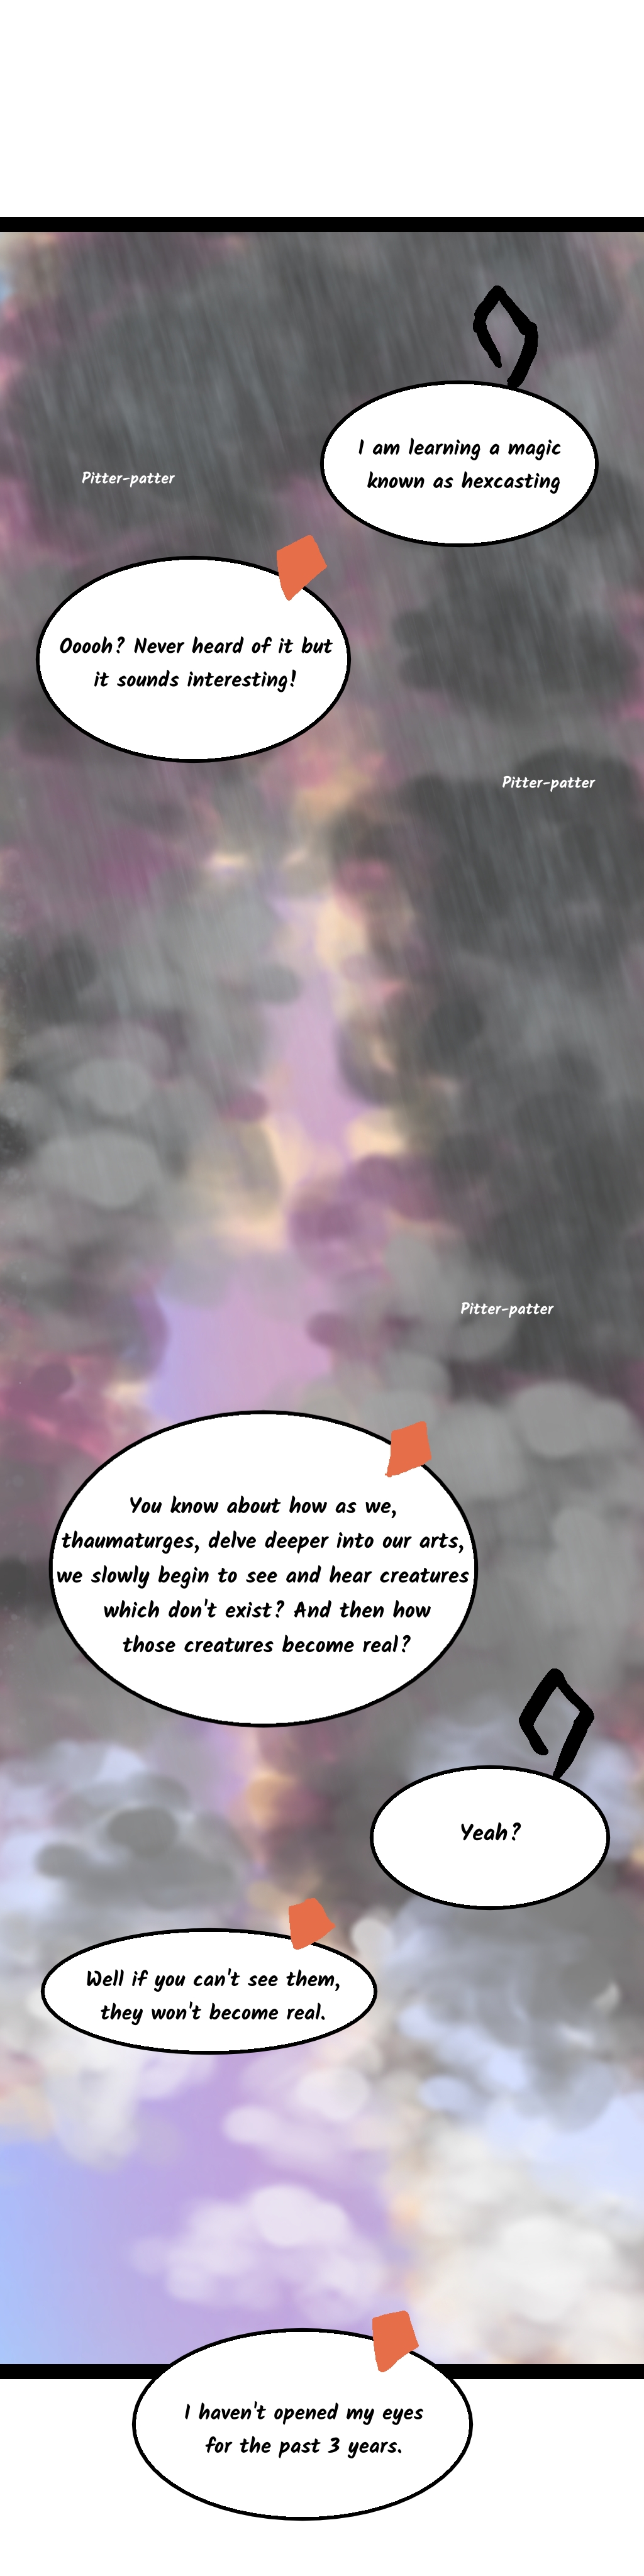 I am learning a magic
known as hexcasting
Pitter-patter
Ooooh? Never heard of it but
it sounds interesting!
Pitter-patter
Pitter-patter
You know about how as we,
thaumaturges, delve deeper into our arts,
we slowly begin to see and hear creatures
which don't exist? And then how
those creatures become real?
Yeah?
Well if you can't see them,
they won't become real.
I haven't opened my eyes
for the past 3 years.